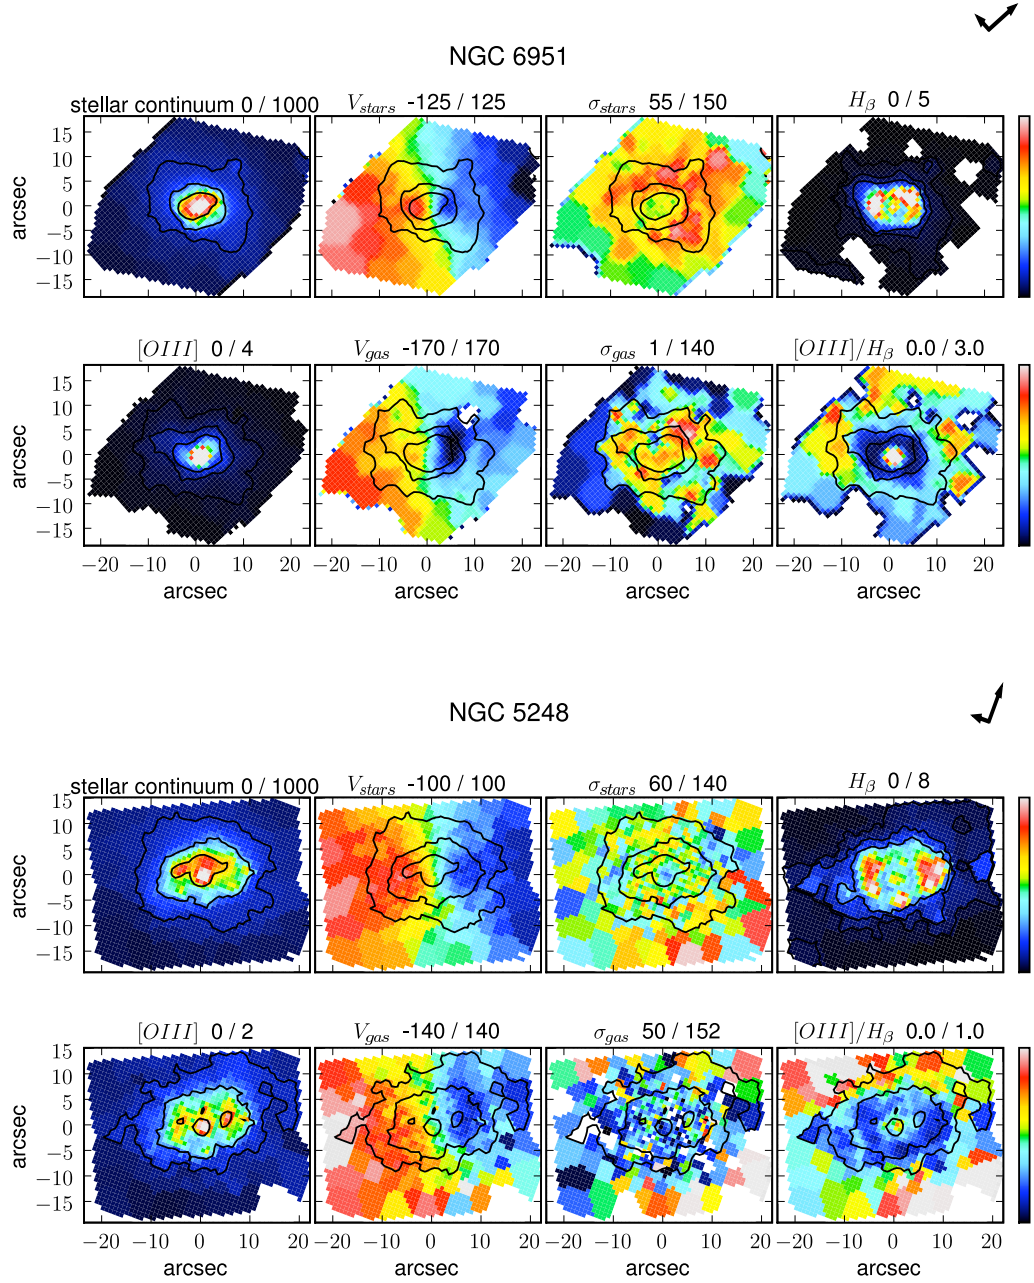 NGC 6951
stellar continuum 0 / 1000 V_stars -125 / 125 σ_stars 55 / 150 H_β 0 / 5
15
10
5
0
−5
−10
−15
arcsec
[OIII] 0 / 4 V_gas -170 / 170 σ_gas 1 / 140 [OIII]/H_β 0.0 / 3.0
15
10
5
0
−5
−10
−15
arcsec
−20 −10 0 10 20 −20 −10 0 10 20 −20 −10 0 10 20 −20 −10 0 10 20
arcsec arcsec arcsec arcsec
NGC 5248
stellar continuum 0 / 1000 V_stars -100 / 100 σ_stars 60 / 140 H_β 0 / 8
15
10
5
0
−5
−10
−15
arcsec
[OIII] 0 / 2 V_gas -140 / 140 σ_gas 50 / 152 [OIII]/H_β 0.0 / 1.0
15
10
5
0
−5
−10
−15
arcsec
−20 −10 0 10 20 −20 −10 0 10 20 −20 −10 0 10 20 −20 −10 0 10 20
arcsec arcsec arcsec arcsec